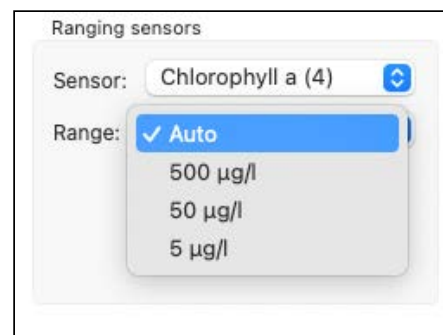 Ranging sensors
Sensor: Chlorophyll a (4)
Range: ✓ Auto
500 µg/l
50 µg/l
5 µg/l